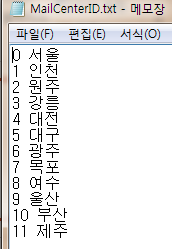 MailCenterID.txt - 메모장
파일(F) 편집(E) 서식(O)
0 서울
1 인천
2 원주
3 강릉
4 대전
5 대구
6 광주
7 목포
8 여수
9 울산
10 부산
11 제주